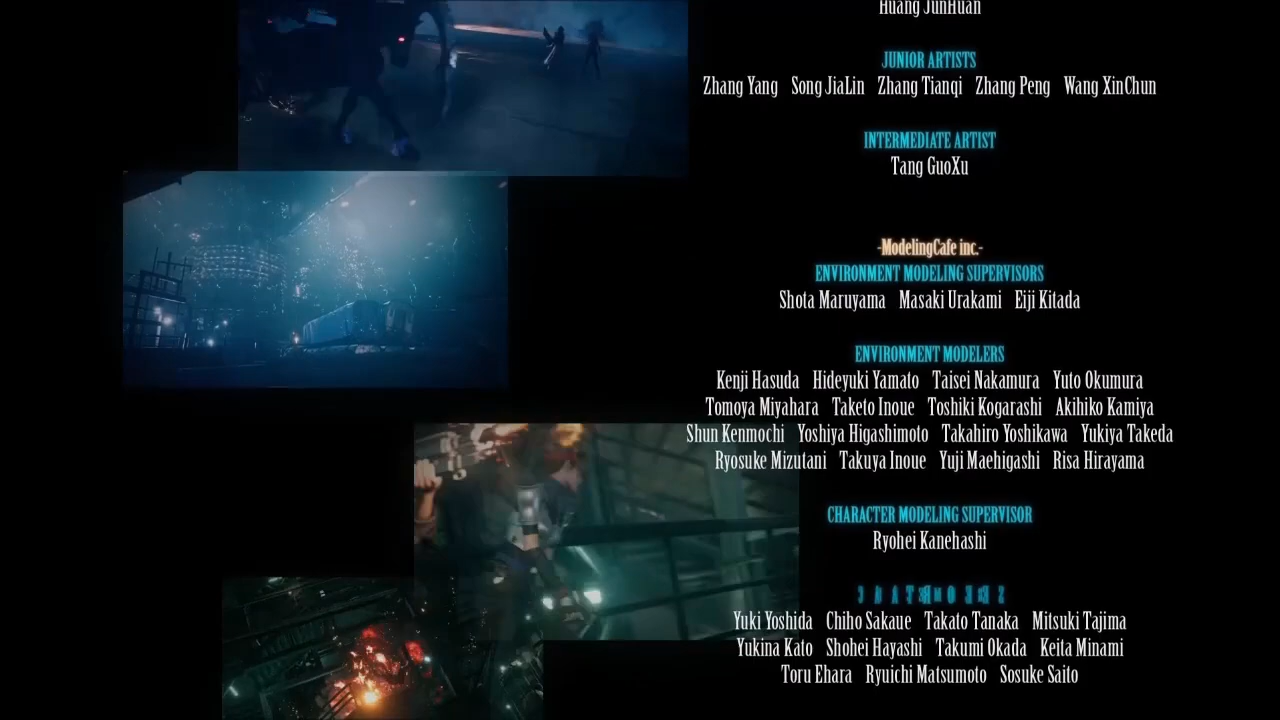 Huang JunHuan
JUNIOR ARTISTS
Zhang Yang Song JiaLin Zhang Tianqi Zhang Peng Wang XinChun
INTERMEDIATE ARTIST
Tang GuoXu
-ModelingCafe inc.-
ENVIRONMENT MODELING SUPERVISORS
Shota Maruyama Masaki Urakami Eiji Kitada
ENVIRONMENT MODELERS
Kenji Hasuda Hideyuki Yamato Taisei Nakamura Yuto Okumura
Tomoya Miyahara Taketo Inoue Toshiki Kogarashi Akihiko Kamiya
Shun Kenmochi Yoshiya Higashimoto Takahiro Yoshikawa Yukiya Takeda
Ryosuke Mizutani Takuya Inoue Yuji Maehigashi Risa Hirayama
CHARACTER MODELING SUPERVISOR
Ryohei Kanehashi
Yuki Yoshida Chiho Sakaue Takato Tanaka Mitsuki Tajima
Yukina Kato Shohei Hayashi Takumi Okada Keita Minami
Toru Ehara Ryuichi Matsumoto Sosuke Saito